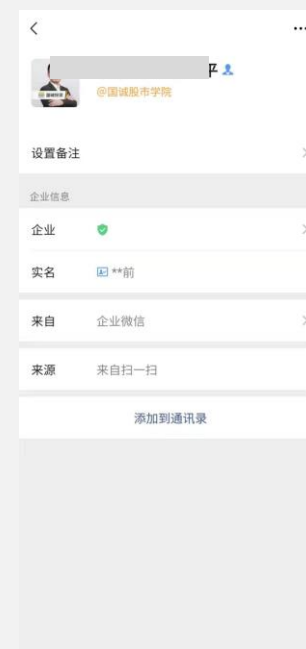 平
@国诚股市学院
设置备注
企业信息
企业
实名 **前
来自 企业微信
来源 来自扫一扫
添加到通讯录